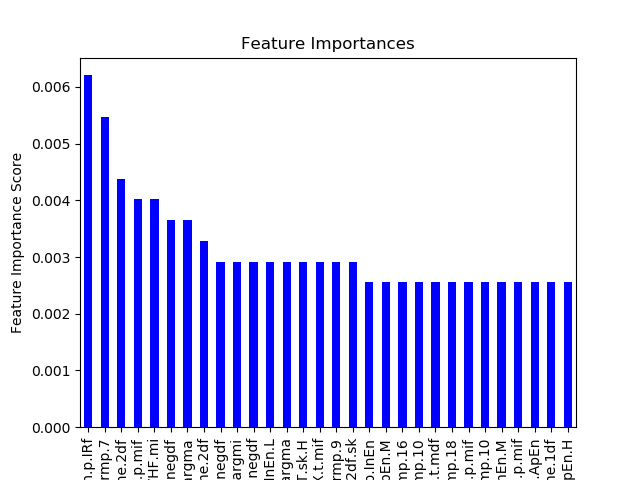 Feature Importances
Feature Importance Score
0.006
0.005
0.004
0.003
0.002
0.001
0.000
n.p.IRf
rmp.7
ne.2df
.p.mif
HF.mi
negdf
argma
ne.2df
negdf
argmi
negdf
InEn.L
argma
T.sk.H
X.t.mif
rmp.9
2df.sk
p.InEn
pEn.M
mp.16
mp.10
.t.mdf
mp.18
.p.mif
mp.10
nEn.M
.p.mif
.ApEn
ne.1df
pEn.H